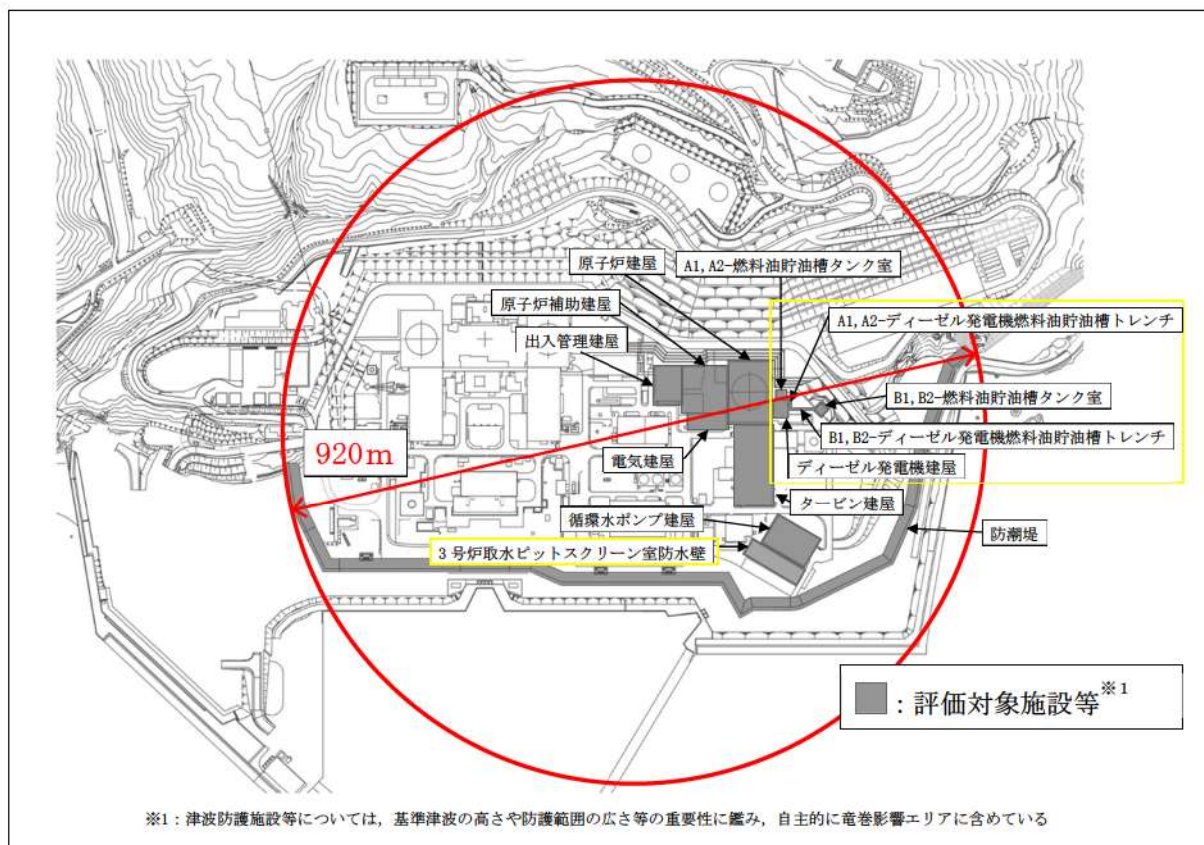 原子炉建屋
A1, A2-燃料油貯油槽タンク室
原子炉補助建屋
A1, A2-ディーゼル発電機燃料油貯油槽トレンチ
出入管理建屋
B1, B2-燃料油貯油槽タンク室
B1, B2-ディーゼル発電機燃料油貯油槽トレンチ
920m
電気建屋
ディーゼル発電機建屋
タービン建屋
循環水ポンプ建屋
防潮堤
3号炉取水ピットスクリーン室防水壁
:評価対象施設等※1
※1:津波防護施設等については,基準津波の高さや防護範囲の広さ等の重要性に鑑み,自主的に竜巻影響エリアに含めている